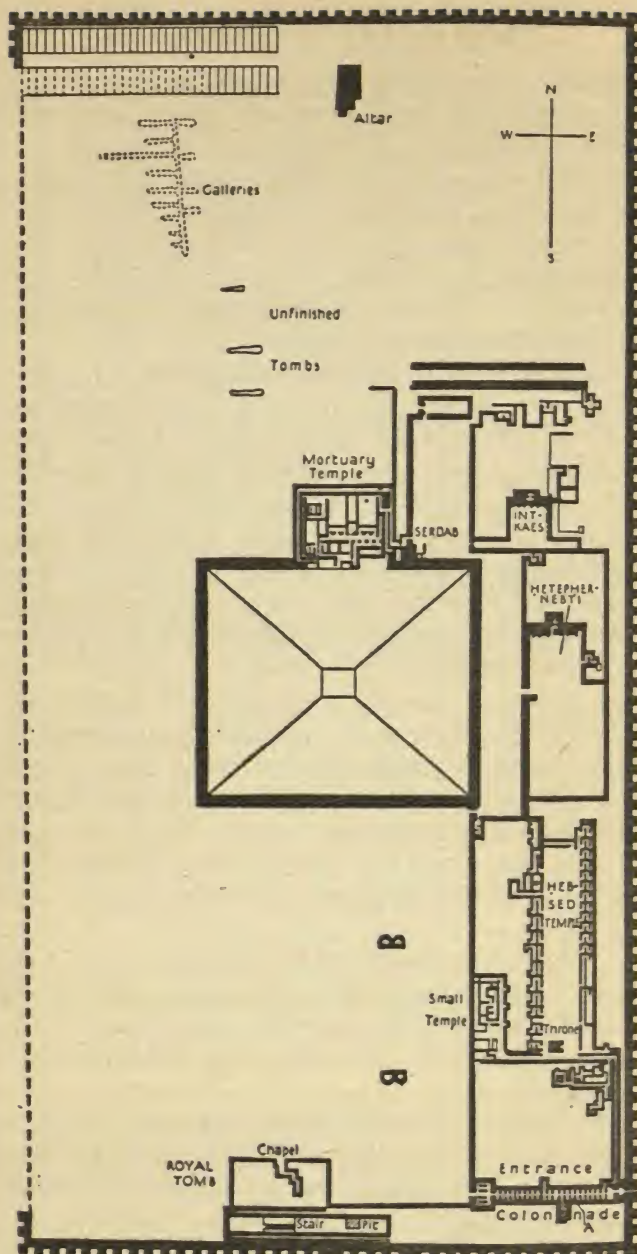 Altar
N
W E
S
Galleries
Unfinished
Tombs
Mortuary
Temple
SERDAB
INT-
KAES
HETEPHER-
NEBTI
HEB-
SED
TEMPLE
Small
Temple
Throne
Chapel
ROYAL
TOMB
Entrance
Stair Pit
Colonnade
A